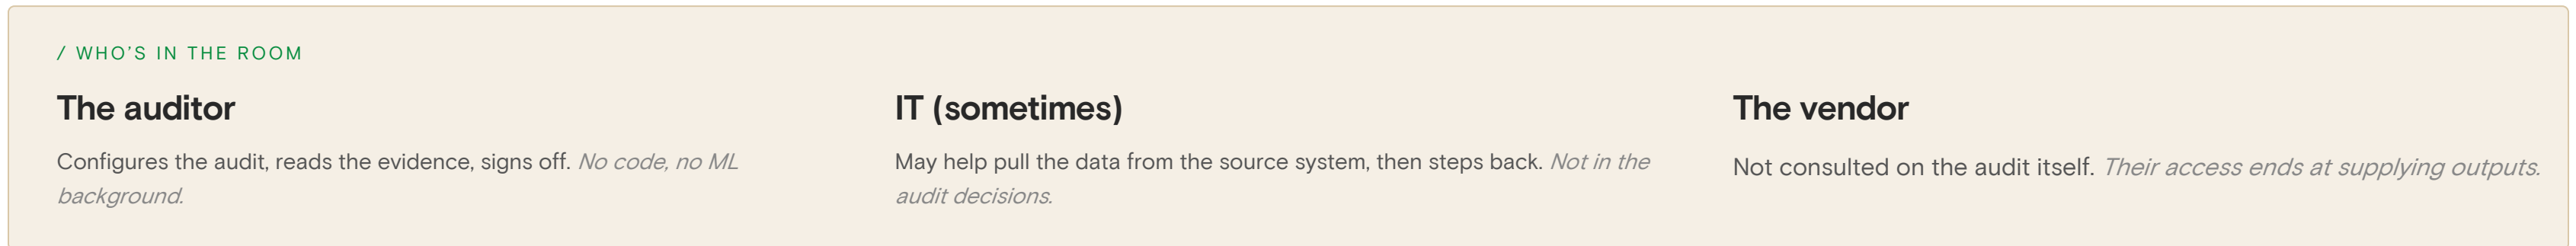 / WHO’S IN THE ROOM
The auditor
Configures the audit, reads the evidence, signs off. No code, no ML
background.
IT (sometimes)
May help pull the data from the source system, then steps back. Not in the
audit decisions.
The vendor
Not consulted on the audit itself. Their access ends at supplying outputs.